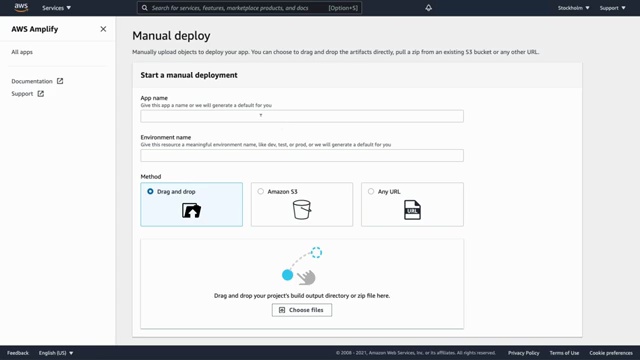 aws Services ▼ Search for services, features, marketplace products, and docs [Option+S] Stockholm ▼ Support ▼
AWS Amplify
All apps
Documentation
Support
Manual deploy
Manually upload objects to deploy your app. You can choose to drag and drop the artifacts directly, pull a zip from an existing S3 bucket or any other URL.
Start a manual deployment
App name
Give this app a name or we will generate a default for you
Environment name
Give this resource a meaningful environment name, like dev, test, or prod, or we will generate a default for you
Method
Drag and drop
Amazon S3
Any URL
URL
Drag and drop your project's build output directory or zip file here.
Choose files
Feedback English (US) ▼ © 2008 - 2021, Amazon Web Services, Inc. or its affiliates. All rights reserved. Privacy Policy Terms of Use Cookie preferences